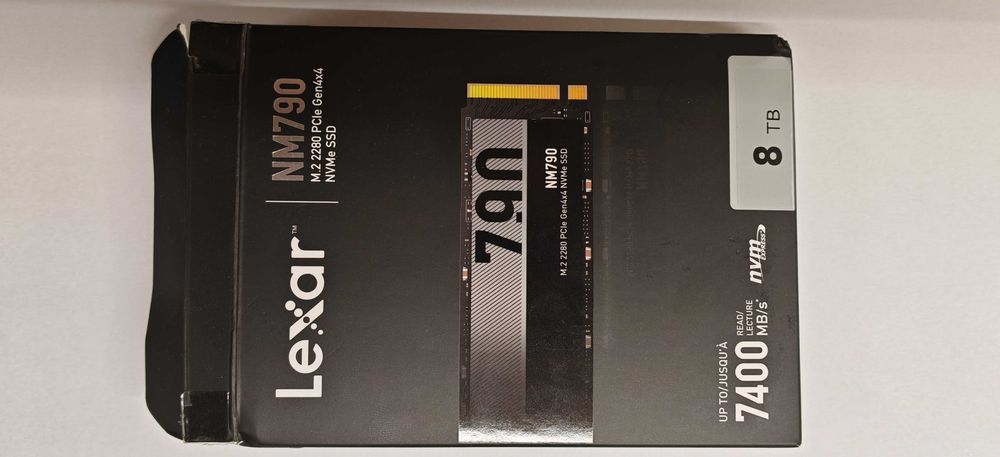 Lexar™
NM790
M.2 2280 PCIe Gen4x4
NVMe SSD
790
NM790
M.2 2280 PCIe Gen4x4 NVMe SSD
UP TO/JUSQU'À
7400 READ/
LECTURE
MB/s*
nvm
EXPRESS
8 TB